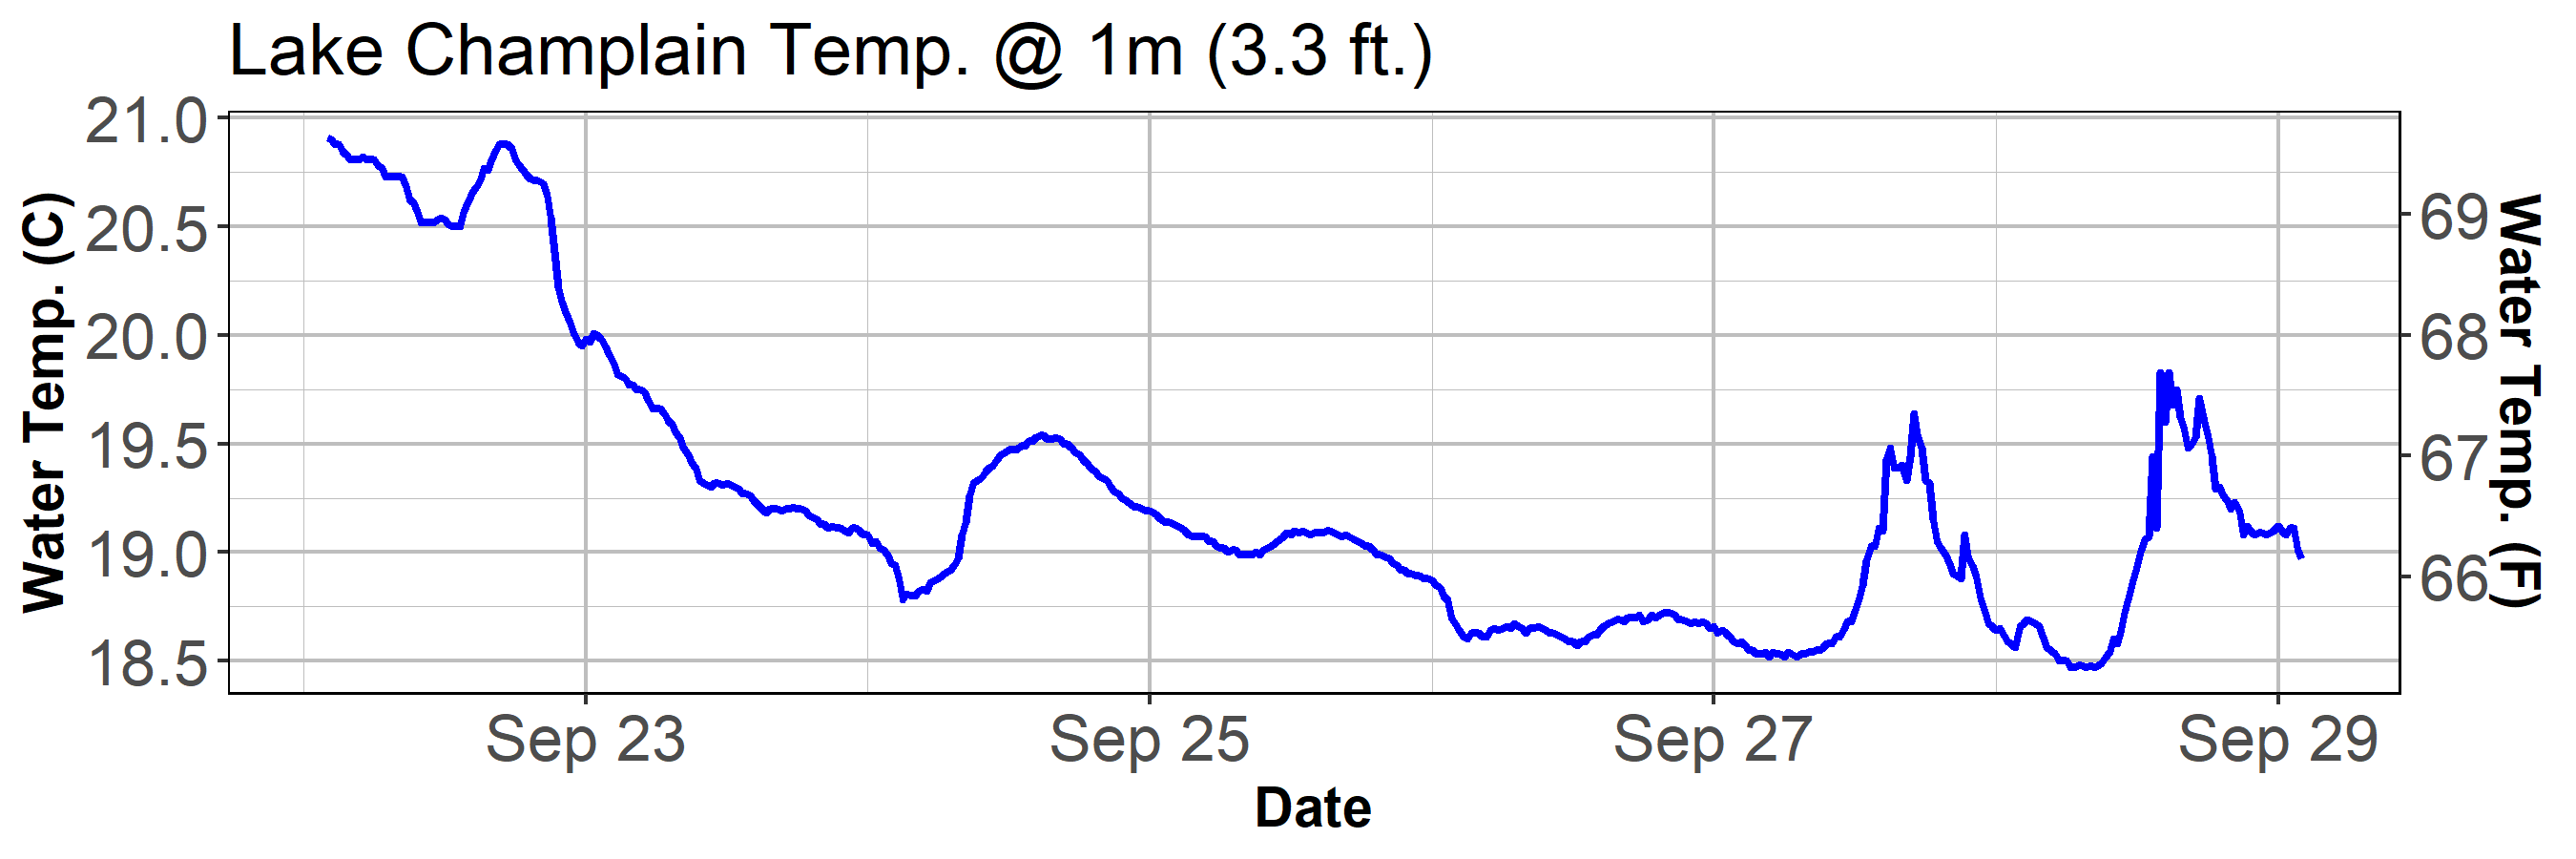 Lake Champlain Temp. @ 1m (3.3 ft.)
Water Temp. (C)
21.0
20.5
20.0
19.5
19.0
18.5
69
68
67
66
Water Temp. (F)
Sep 23 Sep 25 Sep 27 Sep 29
Date